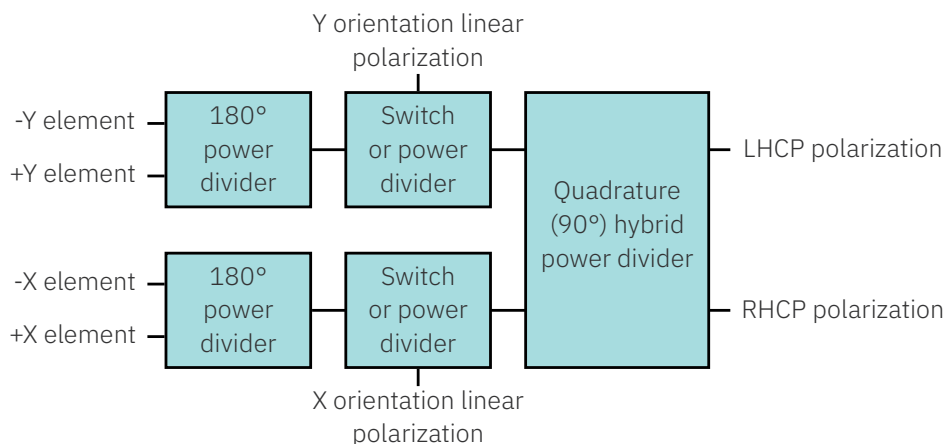 Y orientation linear
polarization
-Y element
+Y element
180°
power
divider
Switch
or power
divider
Quadrature
(90°) hybrid
power divider
LHCP polarization
-X element
+X element
180°
power
divider
Switch
or power
divider
RHCP polarization
X orientation linear
polarization